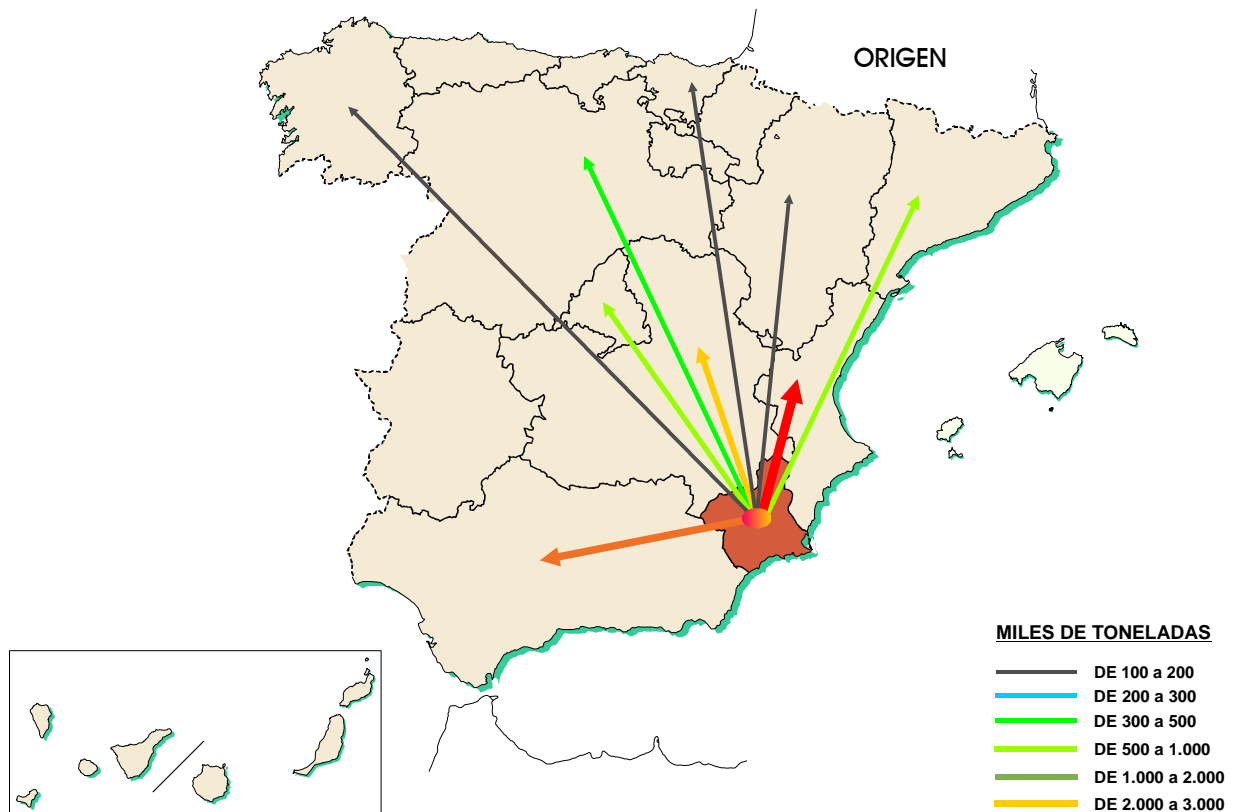 ORIGEN
MILES DE TONELADAS
DE 100 a 200
DE 200 a 300
DE 300 a 500
DE 500 a 1.000
DE 1.000 a 2.000
DE 2.000 a 3.000